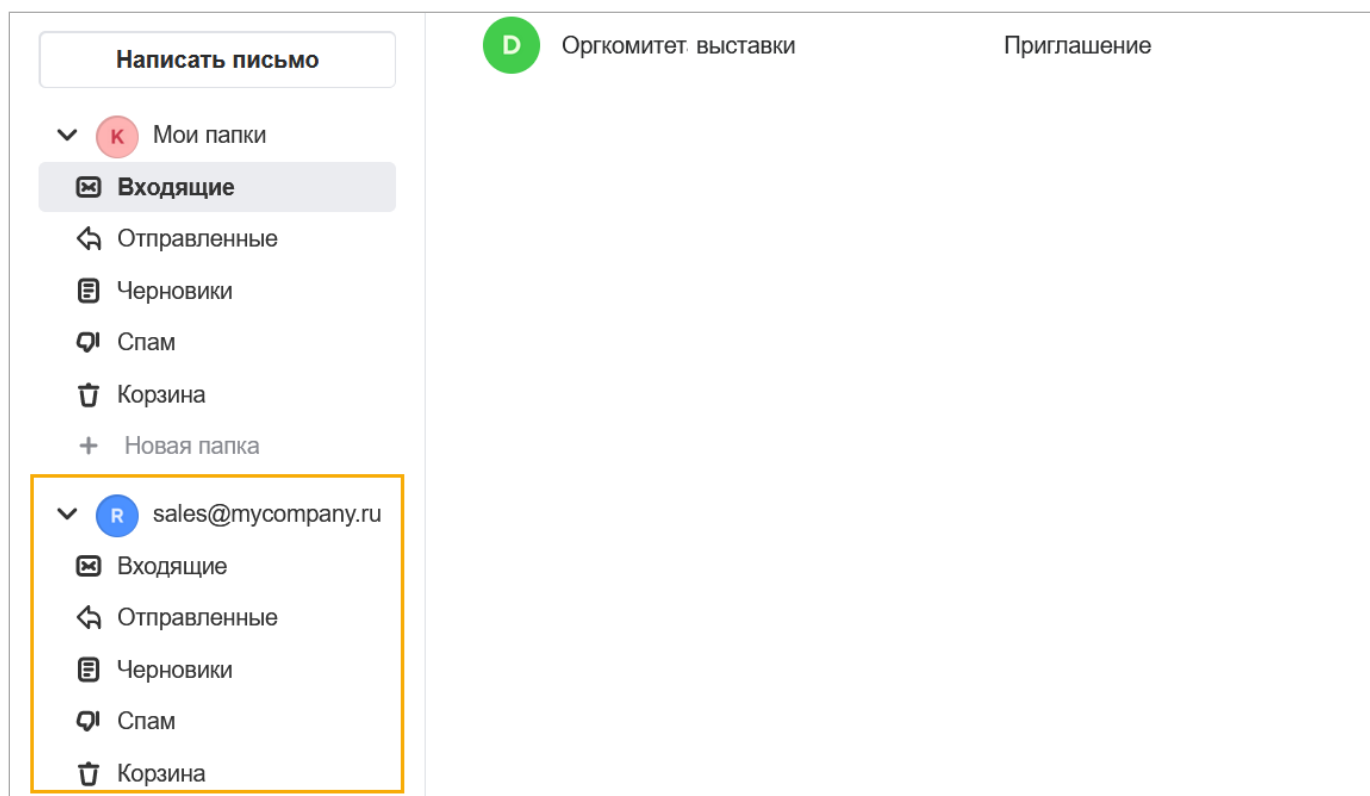 Написать письмо
D Оргкомитет выставки Приглашение
K Мои папки
Входящие
Отправленные
Черновики
Спам
Корзина
+ Новая папка
R sales@mycompany.ru
Входящие
Отправленные
Черновики
Спам
Корзина